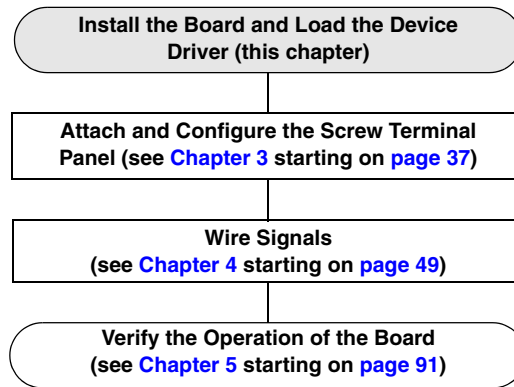 Install the Board and Load the Device
Driver (this chapter)
Attach and Configure the Screw Terminal
Panel (see Chapter 3 starting on page 37)
Wire Signals
(see Chapter 4 starting on page 49)
Verify the Operation of the Board
(see Chapter 5 starting on page 91)